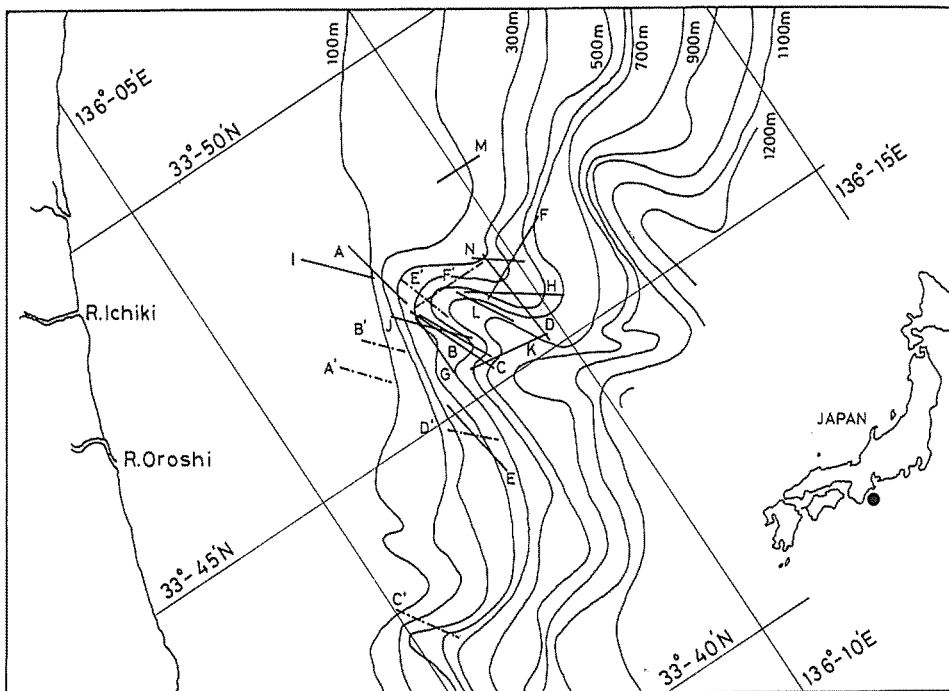 100m
300m
500m
700m
900m
1100m
1200m
136°-05'E
33°-50'N
136°-15'E
M
F
A
I
N
E'
F'
H
R.Ichiki
L
J
D
B'
B
K
A'
G
C
JAPAN
D'
R.Oroshi
E
33°-45'N
C'
33°-40'N
136°-10'E